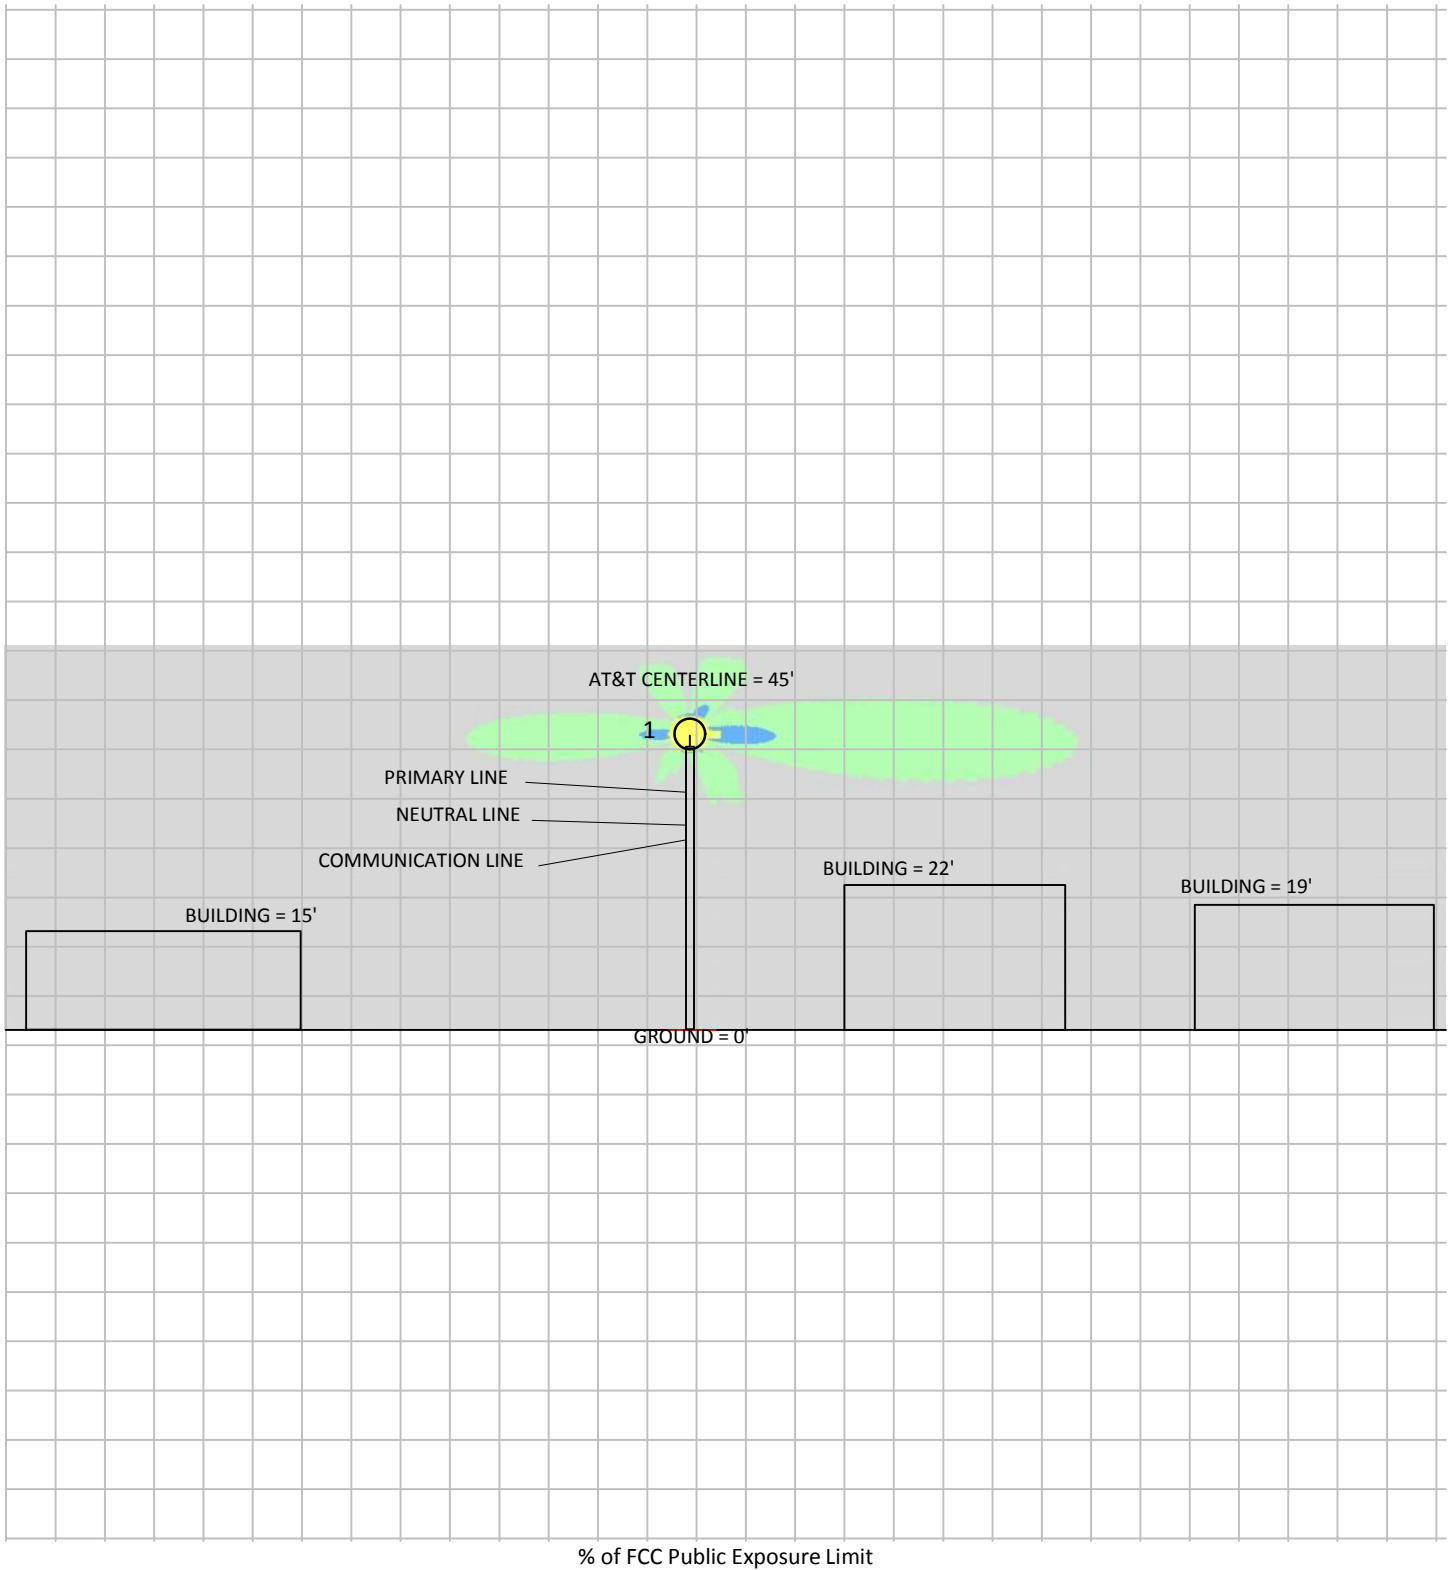 AT&T CENTERLINE = 45'
1
PRIMARY LINE
NEUTRAL LINE
COMMUNICATION LINE
BUILDING = 22'
BUILDING = 19'
BUILDING = 15'
GROUND = 0'
% of FCC Public Exposure Limit